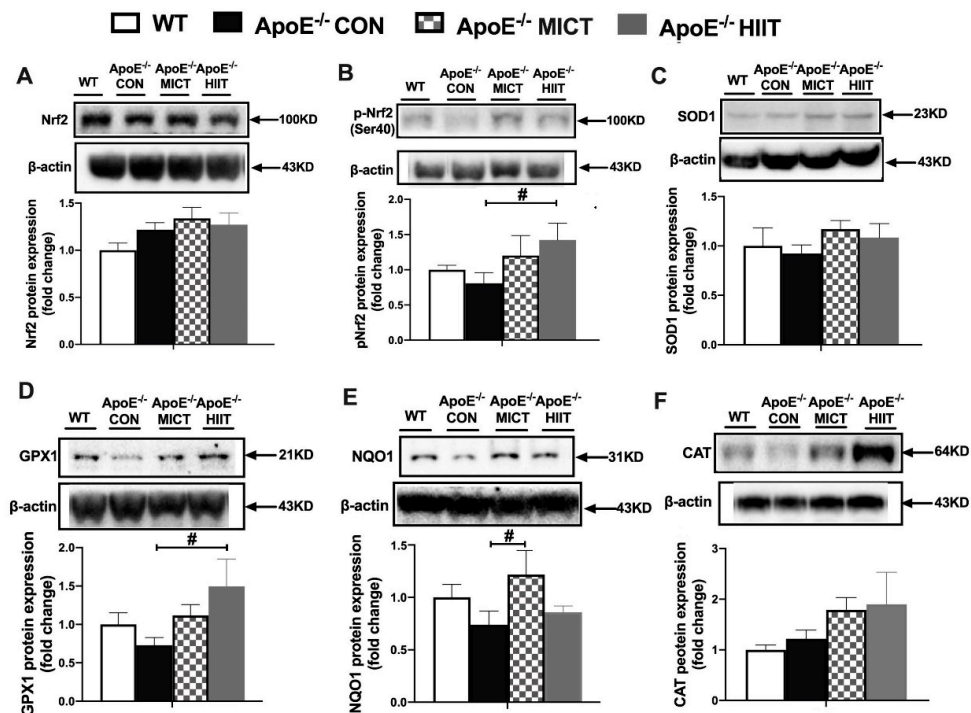 WT ApoE-/- CON ApoE-/- MICT ApoE-/- HIIT
A
WT ApoE-/- CON ApoE-/- MICT ApoE-/- HIIT
Nrf2 100KD
β-actin 43KD
Nrf2 protein expression
(fold change)
1.5
1.0
0.5
0.0
B
WT ApoE-/- CON ApoE-/- MICT ApoE-/- HIIT
p-Nrf2
(Ser40)
100KD
β-actin 43KD
#
pNrf2 protein expression
(fold change)
2.0
1.5
1.0
0.5
0.0
C
WT ApoE-/- CON ApoE-/- MICT ApoE-/- HIIT
SOD1 23KD
β-actin 43KD
SOD1 protein expression
(fold change)
1.5
1.0
0.5
0.0
D
WT ApoE-/- CON ApoE-/- MICT ApoE-/- HIIT
GPX1 21KD
β-actin 43KD
#
GPX1 protein expression
(fold change)
2.0
1.5
1.0
0.5
0.0
E
WT ApoE-/- CON ApoE-/- MICT ApoE-/- HIIT
NQO1 31KD
β-actin 43KD
#
NQO1 protein expression
(fold change)
1.5
1.0
0.5
0.0
F
WT ApoE-/- CON ApoE-/- MICT ApoE-/- HIIT
CAT 64KD
β-actin 43KD
CAT peotein expression
(fold change)
3
2
1
0